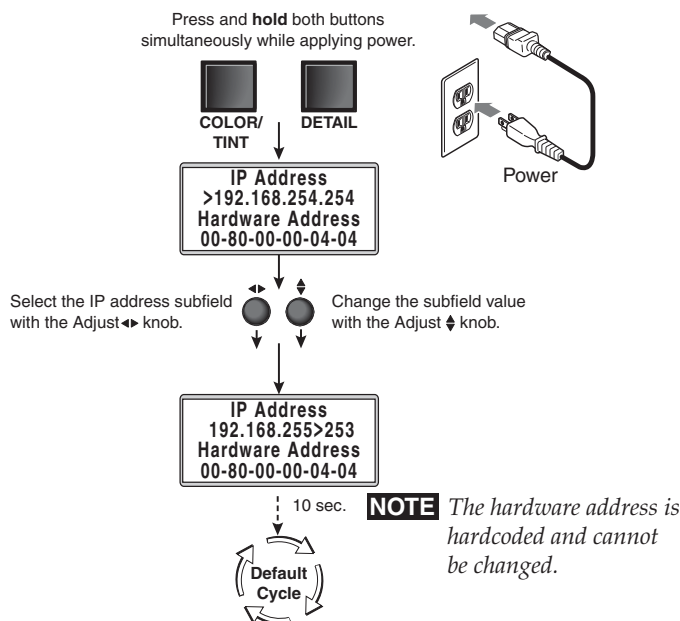 Press and hold both buttons
simultaneously while applying power.
COLOR/
TINT
DETAIL
Power
IP Address
>192.168.254.254
Hardware Address
00-80-00-00-04-04
Select the IP address subfield
with the Adjust◂▸ knob.
Change the subfield value
with the Adjust ▴▾ knob.
IP Address
192.168.255>253
Hardware Address
00-80-00-00-04-04
10 sec.
NOTE The hardware address is
hardcoded and cannot
be changed.
Default
Cycle